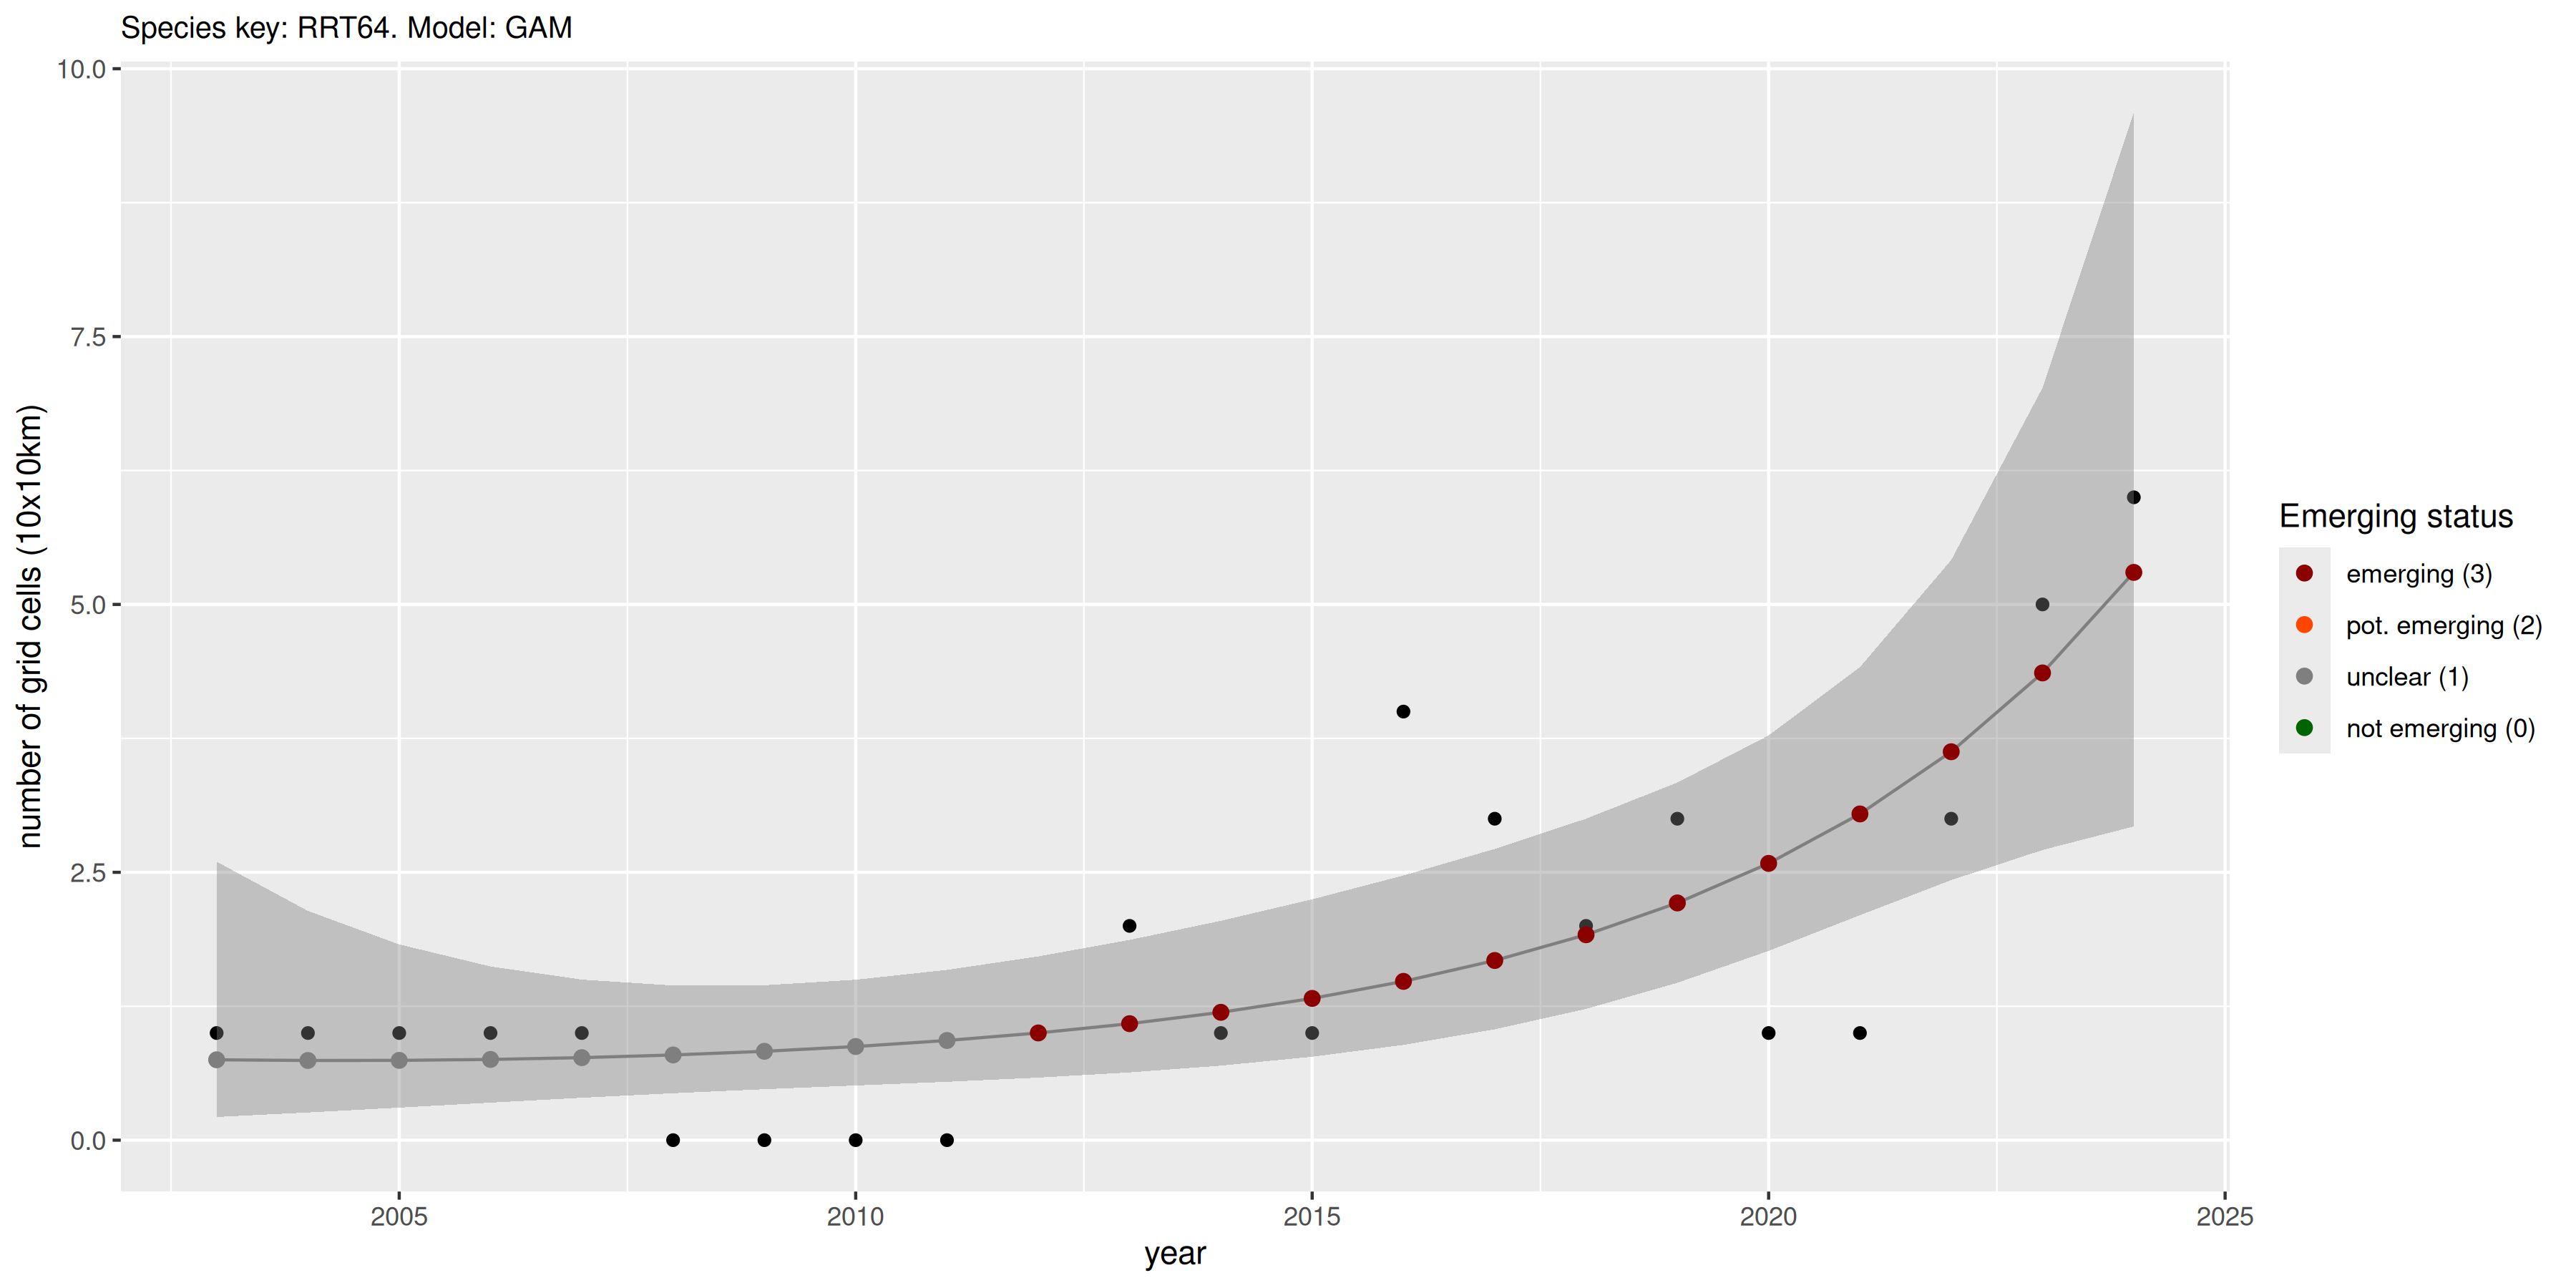 Species key: RRT64. Model: GAM
10.0
7.5
5.0
2.5
0.0
number of grid cells (10x10km)
2005
2010
2015
2020
2025
year
Emerging status
emerging (3)
pot. emerging (2)
unclear (1)
not emerging (0)